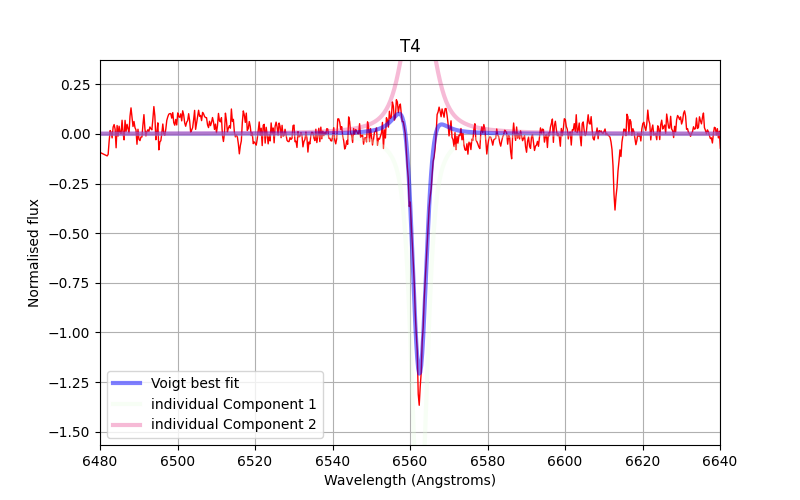 T4
Normalised flux
0.25
0.00
−0.25
−0.50
−0.75
−1.00
−1.25
−1.50
Voigt best fit
individual Component 1
individual Component 2
6480 6500 6520 6540 6560 6580 6600 6620 6640
Wavelength (Angstroms)